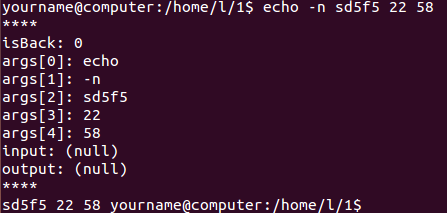 yourname@computer:/home/l/1$ echo -n sd5f5 22 58
****
isBack: 0
args[0]: echo
args[1]: -n
args[2]: sd5f5
args[3]: 22
args[4]: 58
input: (null)
output: (null)
****
sd5f5 22 58 yourname@computer:/home/l/1$